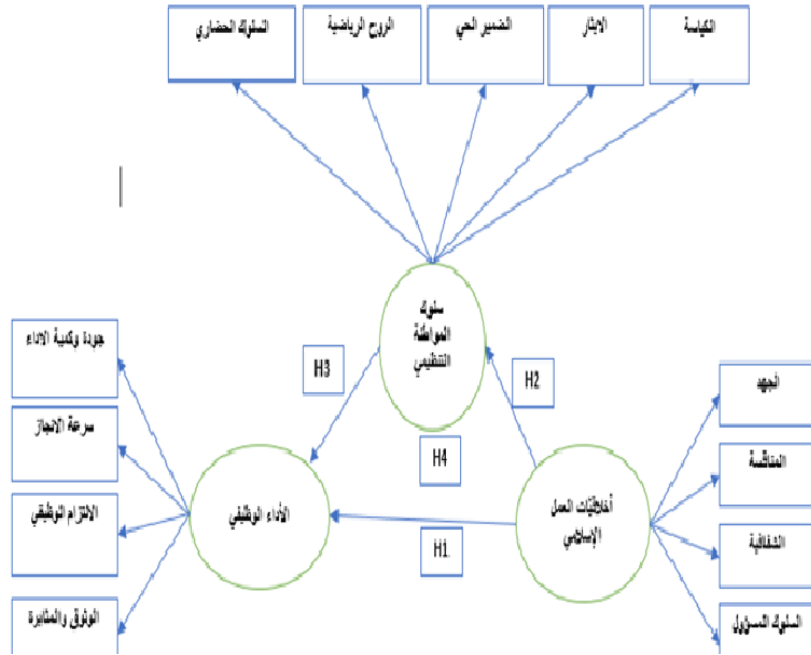 الكياسة
الايثار
الضمير الحي
الروح الرياضية
السلوك الحضاري
سلوك
المواطنة
التنظيمي
H3
H2
H4
H1
جودة وكمية الاداء
سرعة الانجاز
الالتزام الوظيفي
الوثوق والمثابرة
الأداء الوظيفي
أخلاقيات العمل
الإسلامي
الجهد
المنافسة
الشفافية
السلوك المسؤول